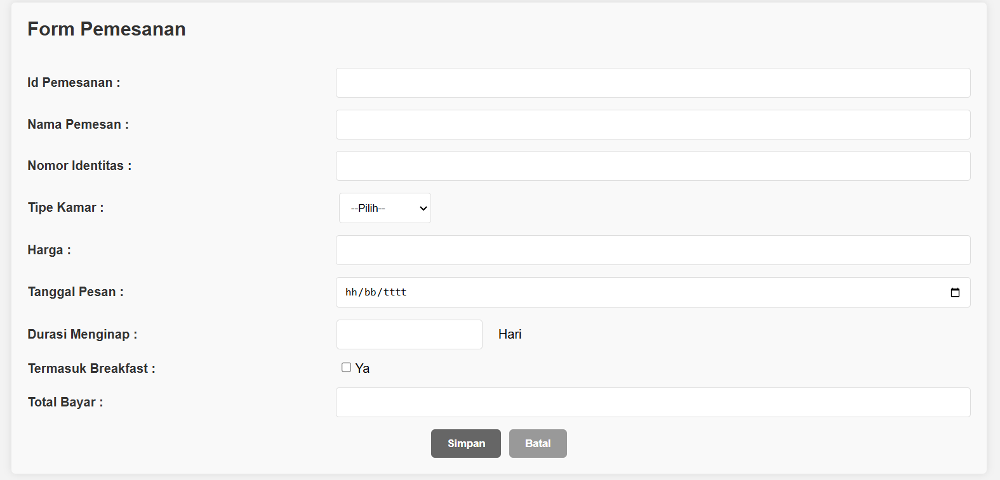 Form Pemesanan
Id Pemesanan :
Nama Pemesan :
Nomor Identitas :
Tipe Kamar : --Pilih--
Harga :
Tanggal Pesan : hh/bb/tttt
Durasi Menginap : Hari
Termasuk Breakfast : Ya
Total Bayar :
Simpan Batal